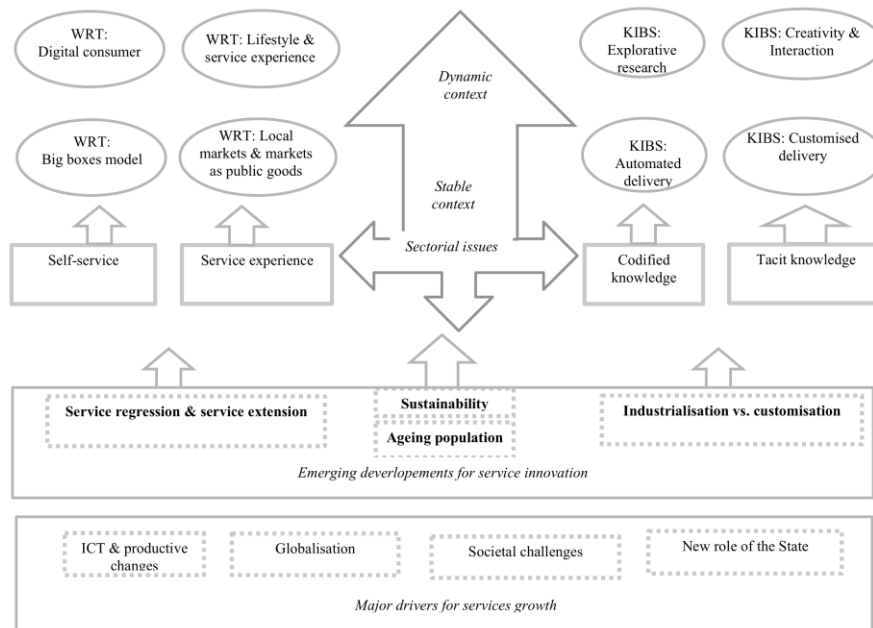 WRT:
Digital consumer
WRT: Lifestyle &
service experience
Dynamic
context
KIBS:
Explorative
research
KIBS: Creativity &
Interaction
WRT:
Big boxes model
WRT: Local
markets & markets
as public goods
Stable
context
KIBS:
Automated
delivery
KIBS: Customised
delivery
Self-service
Service experience
Sectorial issues
Codified
knowledge
Tacit knowledge
Service regression & service extension
Sustainability
Ageing population
Industrialisation vs. customisation
Emerging deverlopements for service innovation
ICT & productive
changes
Globalisation
Societal challenges
New role of the State
Major drivers for services growth